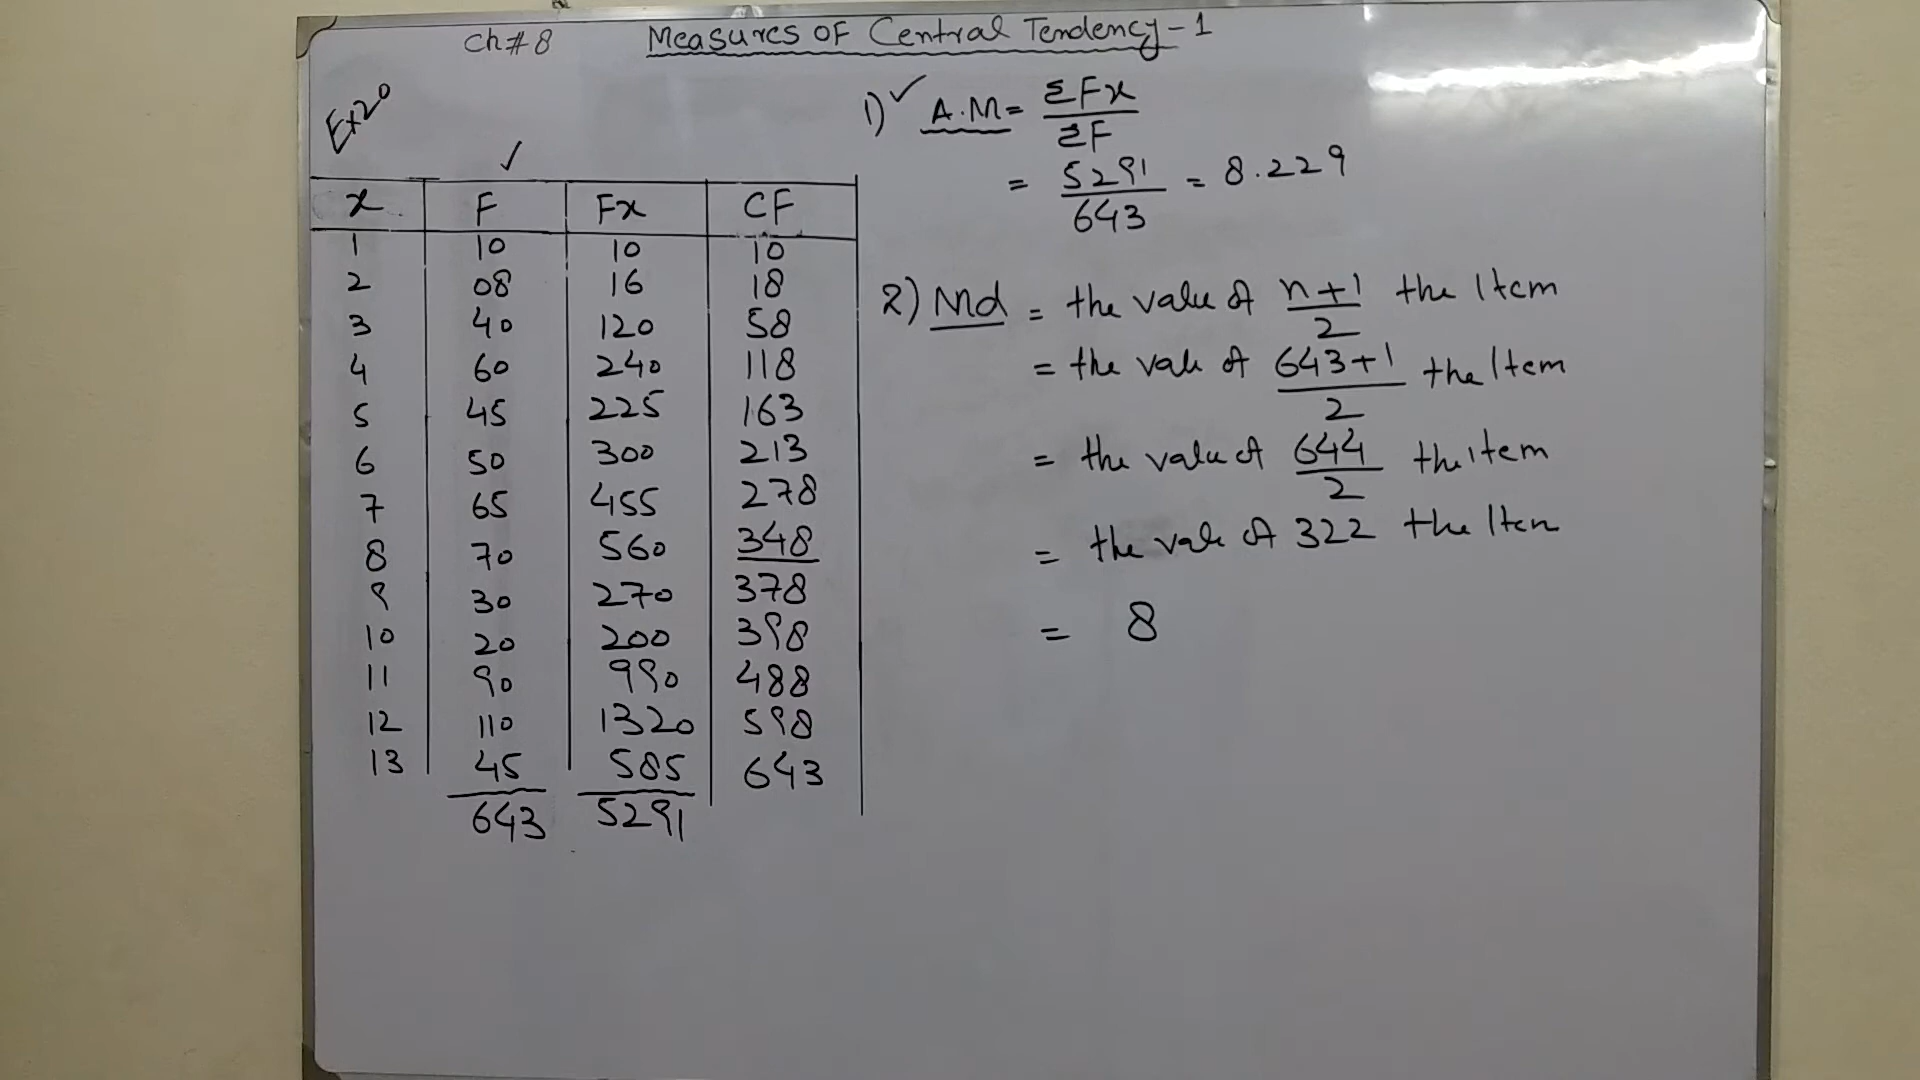 Ch # 8 Measures OF Central Tendency - 1
Ex20
x F Fx CF
1 10 10 10
2 08 16 18
3 40 120 58
4 60 240 118
5 45 225 163
6 50 300 213
7 65 455 278
8 70 560 348
9 30 270 378
10 20 200 398
11 90 990 488
12 110 1320 598
13 45 585 643
643 5291
1) ✓ A.M = ΣFx / ΣF
= 5291 / 643 = 8.229
2) Md = the value of n+1 / 2 the Item
= the vale of 643+1 / 2 the Item
= the value of 644 / 2 the item
= the vale of 322 the Iten
= 8